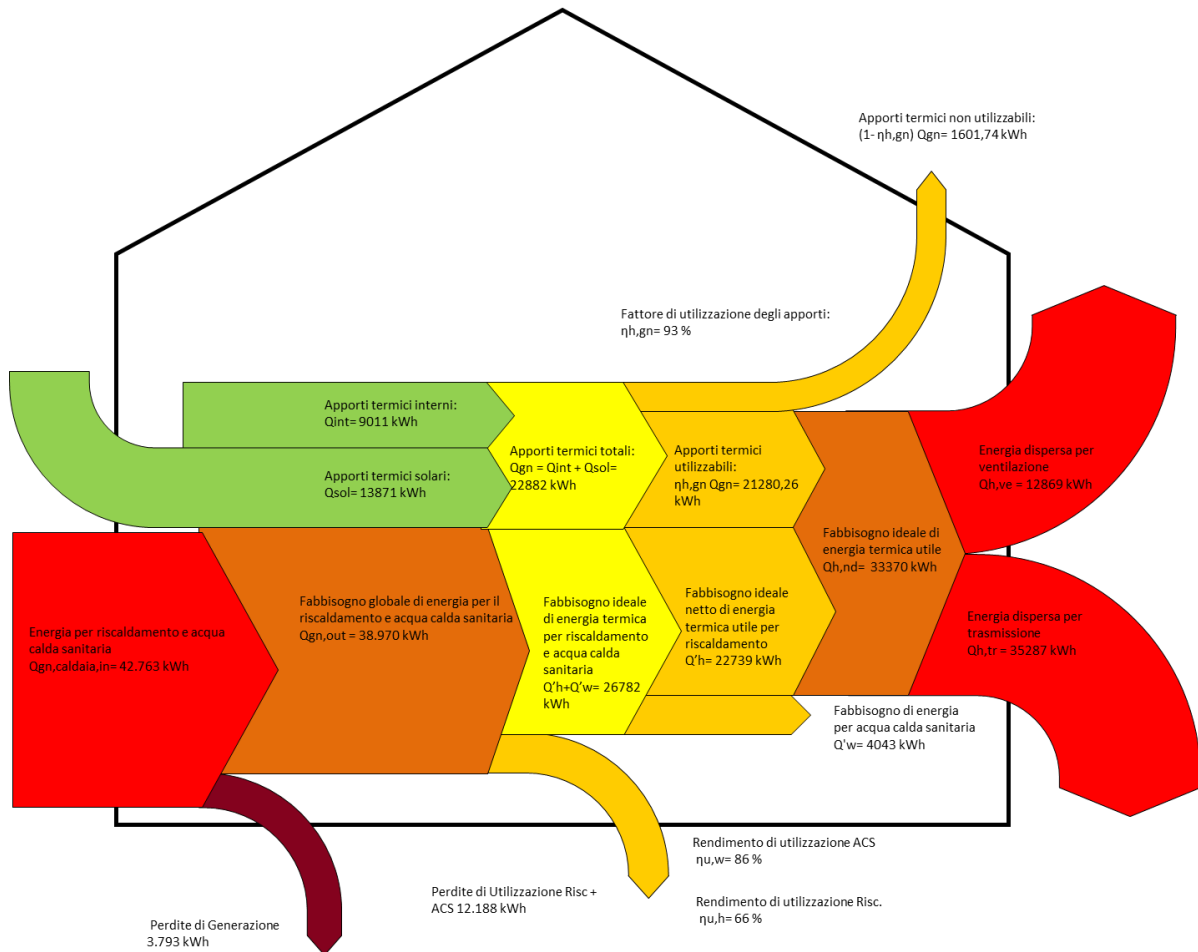 Apporti termici non utilizzabili:
(1- ηh,gn) Qgn= 1601,74 kWh
Fattore di utilizzazione degli apporti:
ηh,gn= 93 %
Apporti termici interni:
Qint= 9011 kWh
Apporti termici solari:
Qsol= 13871 kWh
Apporti termici totali:
Qgn = Qint + Qsol=
22882 kWh
Apporti termici
utilizzabili:
ηh,gn Qgn= 21280,26
kWh
Energia dispersa per
ventilazione
Qh,ve = 12869 kWh
Fabbisogno ideale di
energia termica utile
Qh,nd= 33370 kWh
Energia per riscaldamento e acqua
calda sanitaria
Qgn,caldaia,in= 42.763 kWh
Fabbisogno globale di energia per il
riscaldamento e acqua calda sanitaria
Qgn,out = 38.970 kWh
Fabbisogno ideale
di energia termica
per riscaldamento
e acqua calda
sanitaria
Q’h+Q’w= 26782
kWh
Fabbisogno ideale
netto di energia
termica utile per
riscaldamento
Q’h= 22739 kWh
Energia dispersa per
trasmissione
Qh,tr = 35287 kWh
Fabbisogno di energia
per acqua calda sanitaria
Q'w= 4043 kWh
Rendimento di utilizzazione ACS
ηu,w= 86 %
Perdite di Utilizzazione Risc +
ACS 12.188 kWh
Rendimento di utilizzazione Risc.
ηu,h= 66 %
Perdite di Generazione
3.793 kWh